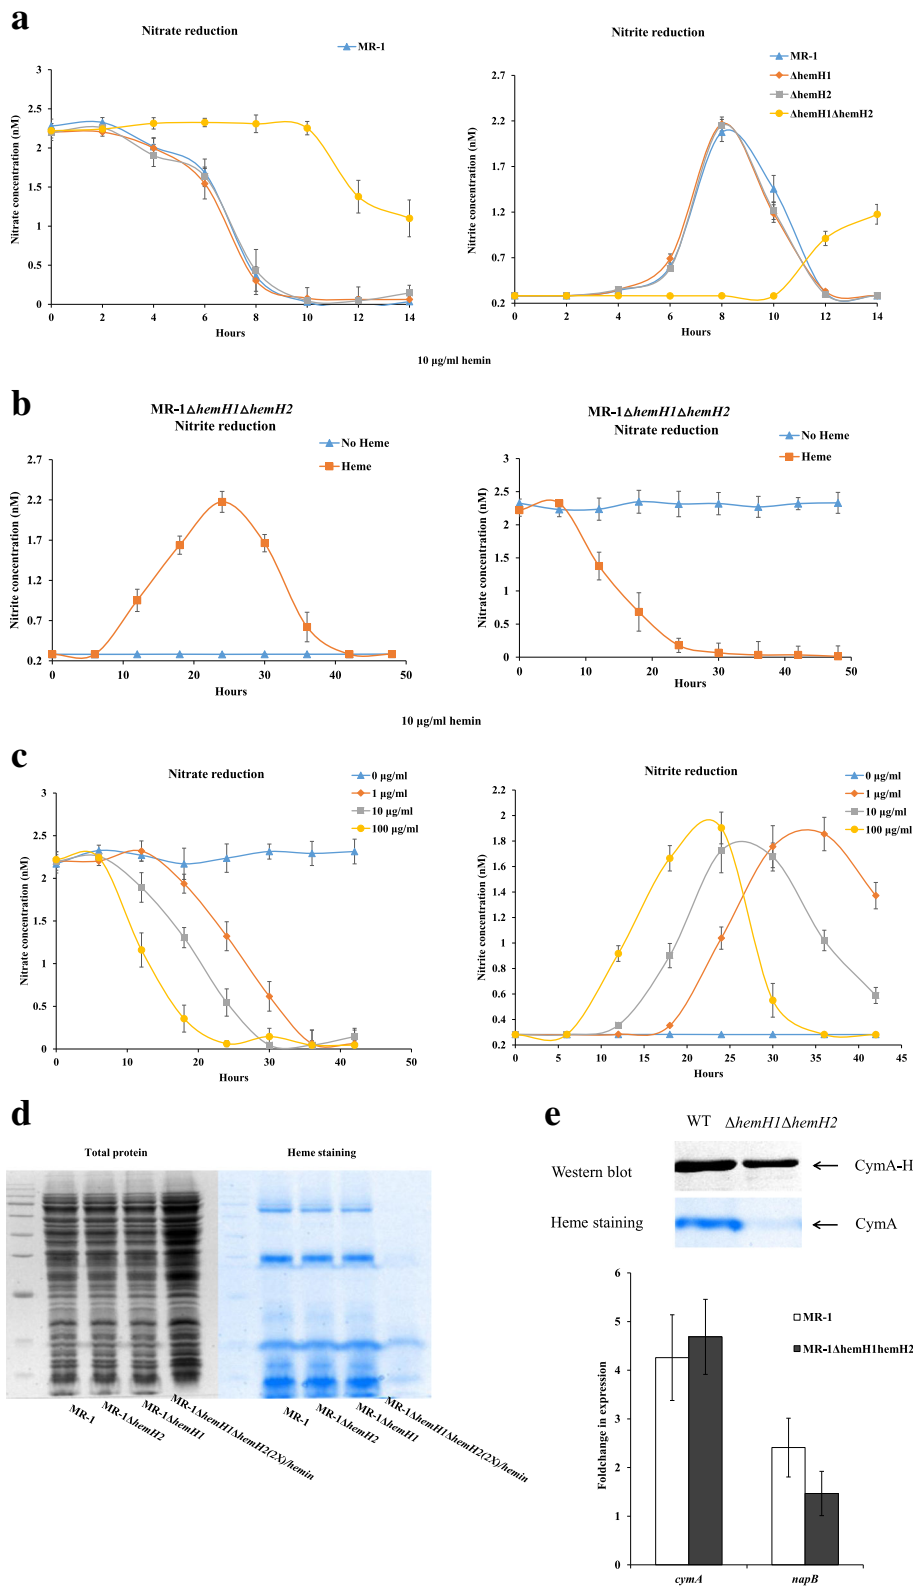 a
Nitrate reduction
MR-1
Nitrate concentration (nM)
3
2.5
2
1.5
1
0.5
0
0 2 4 6 8 10 12 14
Hours
Nitrite reduction
MR-1
ΔhemH1
ΔhemH2
ΔhemH1ΔhemH2
Nitrite concentration (nM)
2.7
2.2
1.7
1.2
0.7
0.2
0 2 4 6 8 10 12 14
Hours
10 µg/ml hemin
b
MR-1ΔhemH1ΔhemH2
Nitrite reduction
No Heme
Heme
Nitrite concentration (nM)
2.7
2.2
1.7
1.2
0.7
0.2
0 10 20 30 40 50
Hours
MR-1ΔhemH1ΔhemH2
Nitrate reduction
No Heme
Heme
Nitrate concentration (nM)
3
2.5
2
1.5
1
0.5
0
0 10 20 30 40 50
Hours
10 µg/ml hemin
c
Nitrate reduction
0 µg/ml
1 µg/ml
10 µg/ml
100 µg/ml
Nitrate concentration (nM)
3
2.5
2
1.5
1
0.5
0
0 10 20 30 40 50
Hours
Nitrite reduction
0 µg/ml
1 µg/ml
10 µg/ml
100 µg/ml
Nitrite concentration (nM)
2.2
2
1.8
1.6
1.4
1.2
1
0.8
0.6
0.4
0.2
0 5 10 15 20 25 30 35 40 45
Hours
d
Total protein
Heme staining
MR-1
MR-1ΔhemH2
MR-1ΔhemH1
MR-1ΔhemH1ΔhemH2(2X)/hemin
MR-1
MR-1ΔhemH2
MR-1ΔhemH1
MR-1ΔhemH1ΔhemH2(2X)/hemin
e
WT ΔhemH1ΔhemH2
Western blot
CymA-H
Heme staining
CymA
MR-1
MR-1ΔhemH1hemH2
Foldchange in expression
6
5
4
3
2
1
0
cymA napB